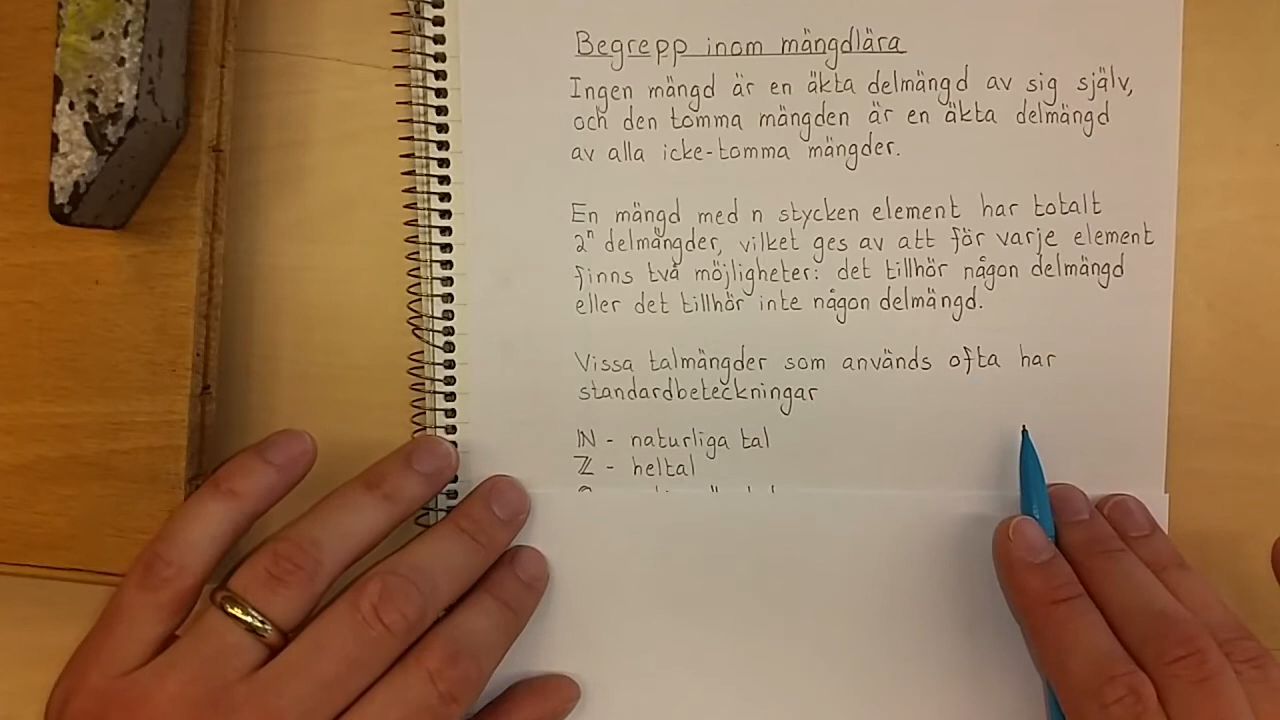 Begrepp inom mängdlära
Ingen mängd är en äkta delmängd av sig själv,
och den tomma mängden är en äkta delmängd
av alla icke-tomma mängder.
En mängd med n stycken element har totalt
2ⁿ delmängder, vilket ges av att för varje element
finns två möjligheter: det tillhör någon delmängd
eller det tillhör inte någon delmängd.
Vissa talmängder som används ofta har
standardbeteckningar
ℕ - naturliga tal
ℤ - heltal